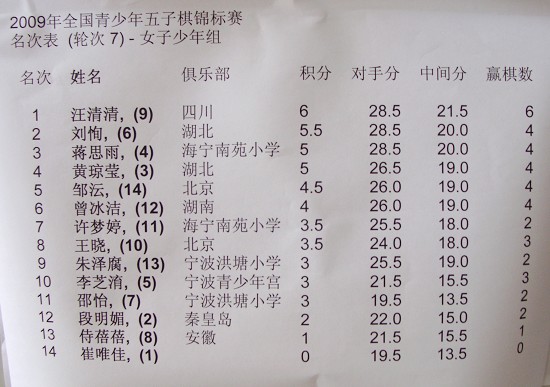 2009年全国青少年五子棋锦标赛
名次表 (轮次 7) - 女子少年组
名次 姓名 俱乐部 积分 对手分 中间分 赢棋数
1 汪清清, (9) 四川 6 28.5 21.5 6
2 刘恂, (6) 湖北 5.5 28.5 20.0 4
3 蒋思雨, (4) 海宁南苑小学 5 28.5 20.0 4
4 黄琼莹, (3) 湖北 5 26.5 19.0 4
5 邹沄, (14) 北京 4.5 26.0 19.0 4
6 曾冰洁, (12) 湖南 4 26.0 19.0 4
7 许梦婷, (11) 海宁南苑小学 3.5 25.5 18.0 2
8 王晓, (10) 北京 3.5 24.0 18.0 3
9 朱泽腐, (13) 宁波洪塘小学 3 25.5 19.0 2
10 李芝淯, (5) 宁波青少年宫 3 21.5 15.5 3
11 邵怡, (7) 宁波洪塘小学 3 19.5 13.5 2
12 段明媚, (2) 秦皇岛 2 22.0 15.0 2
13 侍蓓蓓, (8) 安徽 1 21.5 15.5 1
14 崔唯佳, (1) 0 19.5 13.5 0